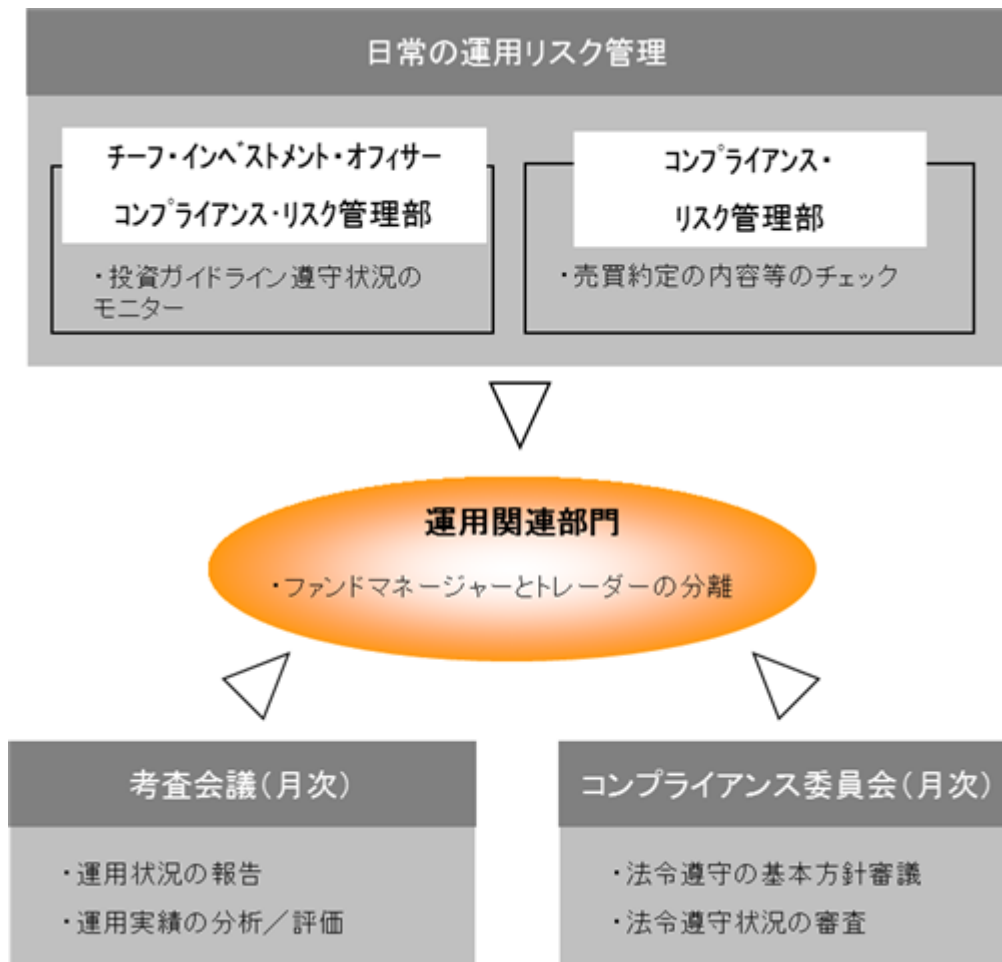 日常の運用リスク管理
チーフ・インベストメント・オフィサー
コンプライアンス・リスク管理部
・投資ガイドライン遵守状況の
モニター
コンプライアンス・
リスク管理部
・売買約定の内容等のチェック
運用関連部門
・ファンドマネージャーとトレーダーの分離
考査会議(月次)
・運用状況の報告
・運用実績の分析／評価
コンプライアンス委員会(月次)
・法令遵守の基本方針審議
・法令遵守状況の審査